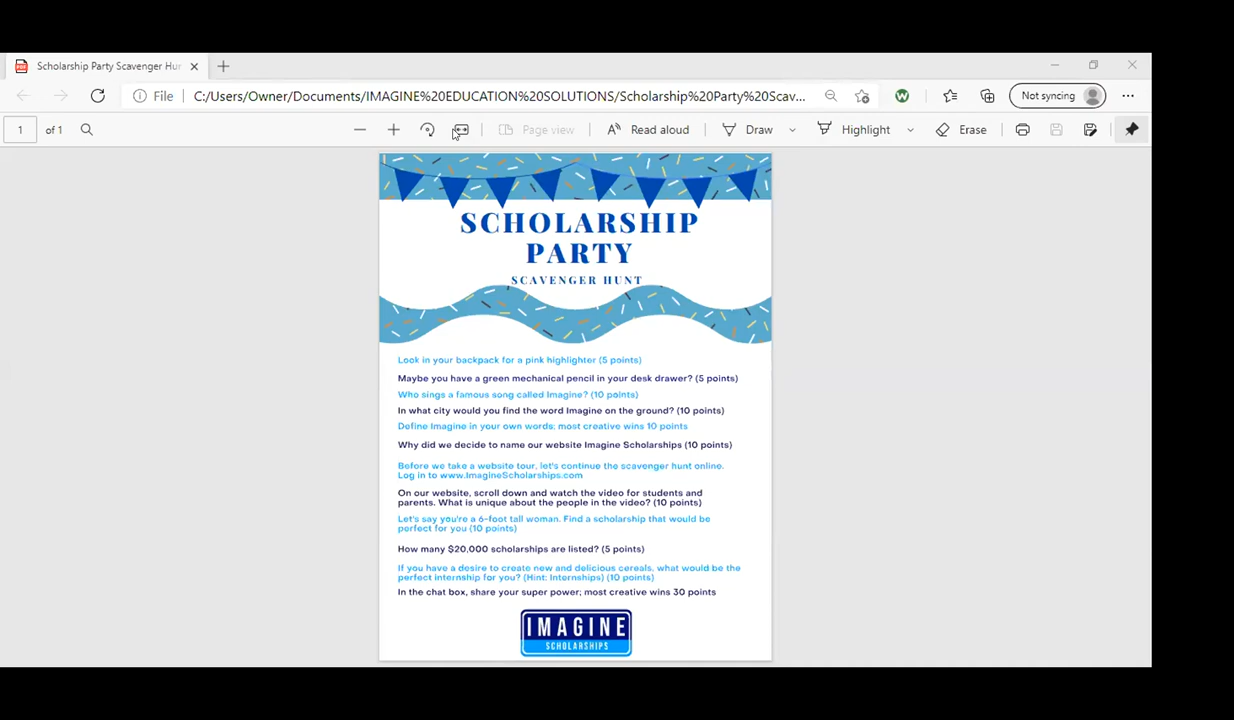 Scholarship Party Scavenger Hun
File
C:/Users/Owner/Documents/IMAGINE%20EDUCATION%20SOLUTIONS/Scholarship%20Party%20Scav...
Not syncing
1 of 1
Page view
Read aloud
Draw
Highlight
Erase
SCHOLARSHIP
PARTY
SCAVENGER HUNT
Look in your backpack for a pink highlighter (5 points)
Maybe you have a green mechanical pencil in your desk drawer? (5 points)
Who sings a famous song called Imagine? (10 points)
In what city would you find the word Imagine on the ground? (10 points)
Define Imagine in your own words; most creative wins 10 points
Why did we decide to name our website Imagine Scholarships (10 points)
Before we take a website tour, let's continue the scavenger hunt online.
Log in to www.ImagineScholarships.com
On our website, scroll down and watch the video for students and
parents. What is unique about the people in the video? (10 points)
Let's say you're a 6-foot tall woman. Find a scholarship that would be
perfect for you (10 points)
How many $20,000 scholarships are listed? (5 points)
If you have a desire to create new and delicious cereals, what would be the
perfect internship for you? (Hint: Internships) (10 points)
In the chat box, share your super power; most creative wins 30 points
IMAGINE
SCHOLARSHIPS